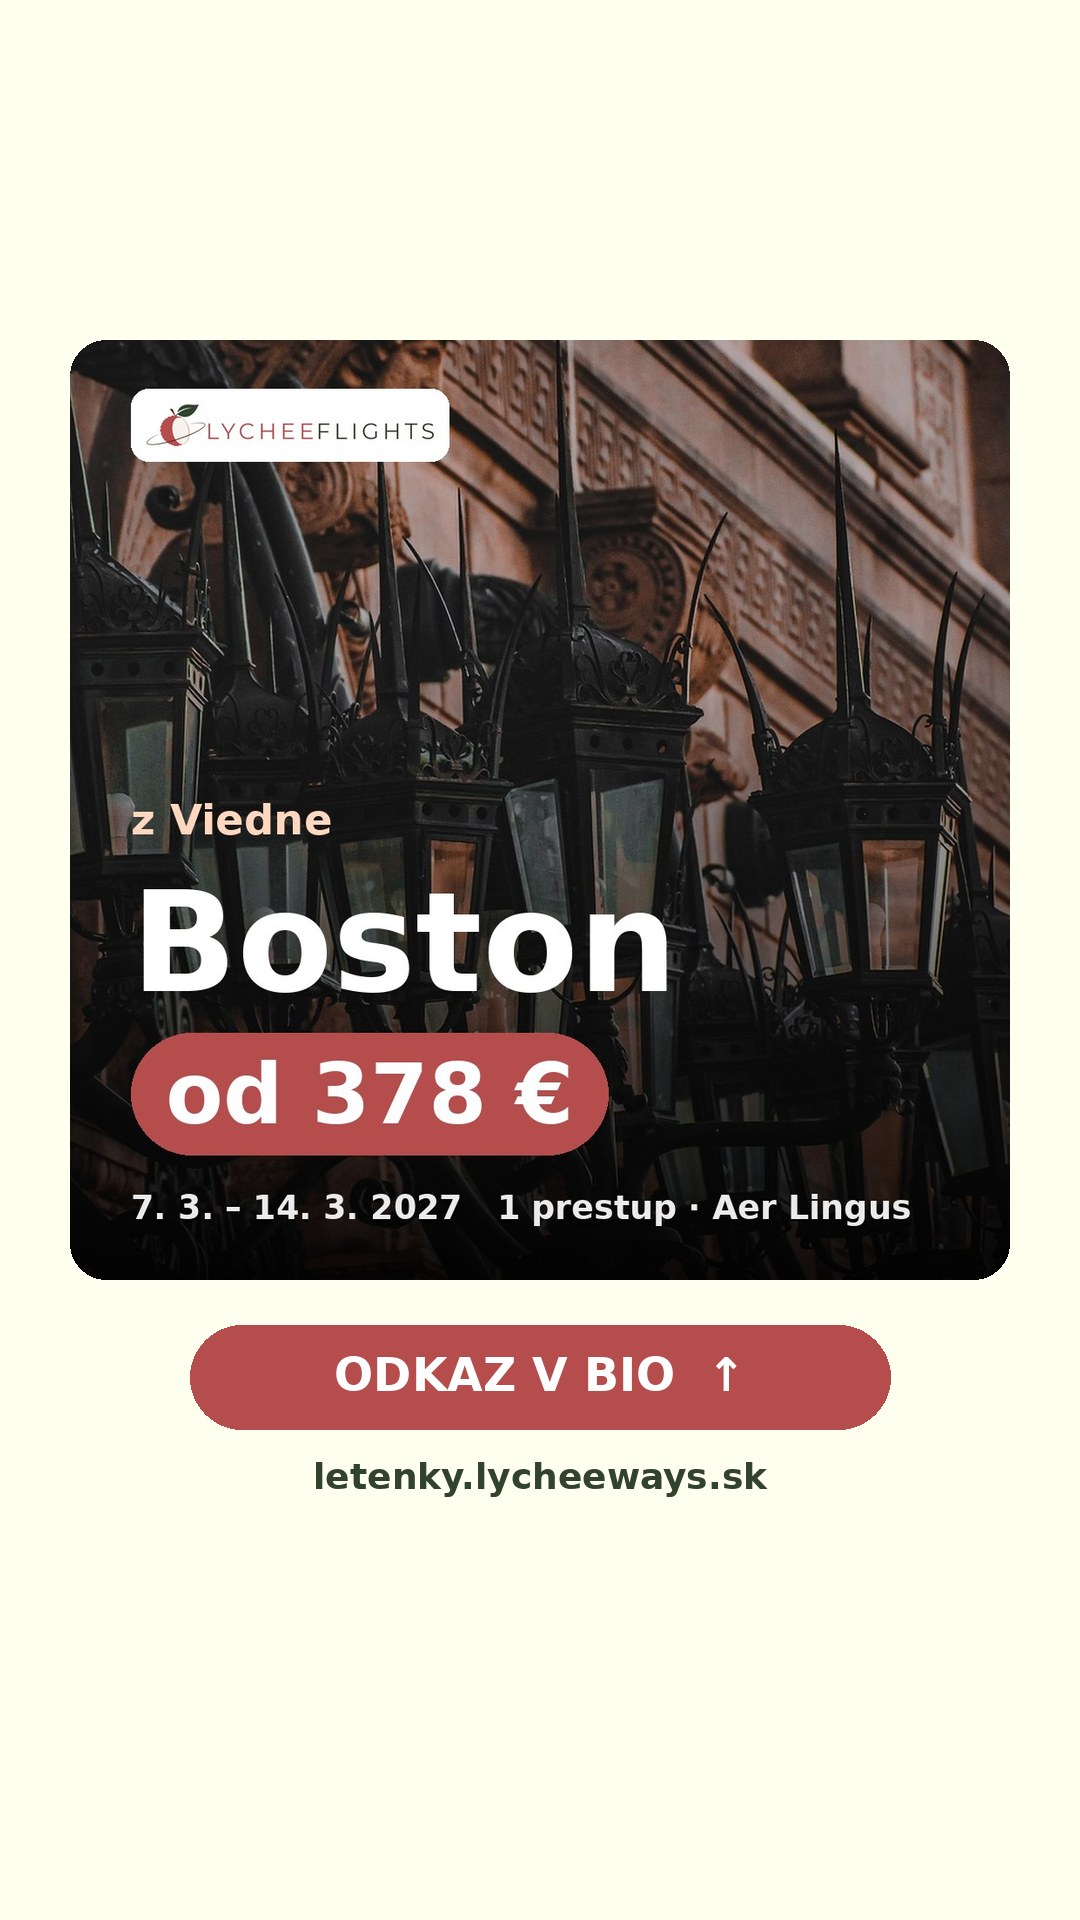 LYCHEEFLIGHTS
z Viedne
Boston
od 378 €
7. 3. – 14. 3. 2027 1 prestup · Aer Lingus
ODKAZ V BIO ↑
letenky.lycheeways.sk